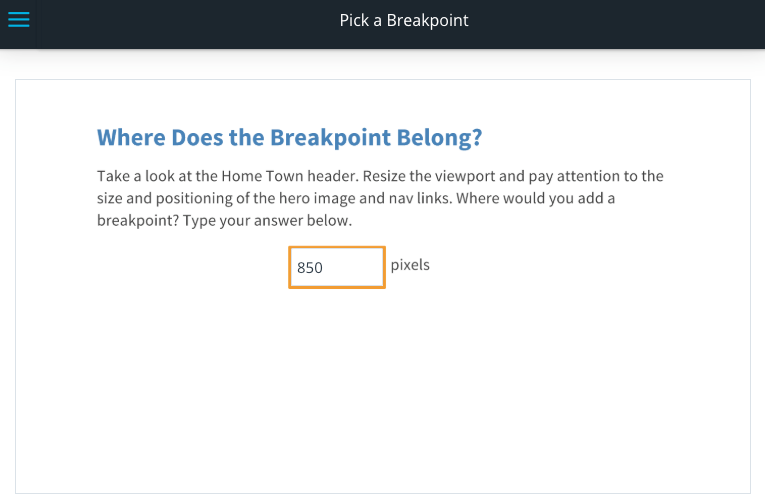 Pick a Breakpoint
Where Does the Breakpoint Belong?
Take a look at the Home Town header. Resize the viewport and pay attention to the
size and positioning of the hero image and nav links. Where would you add a
breakpoint? Type your answer below.
850 pixels